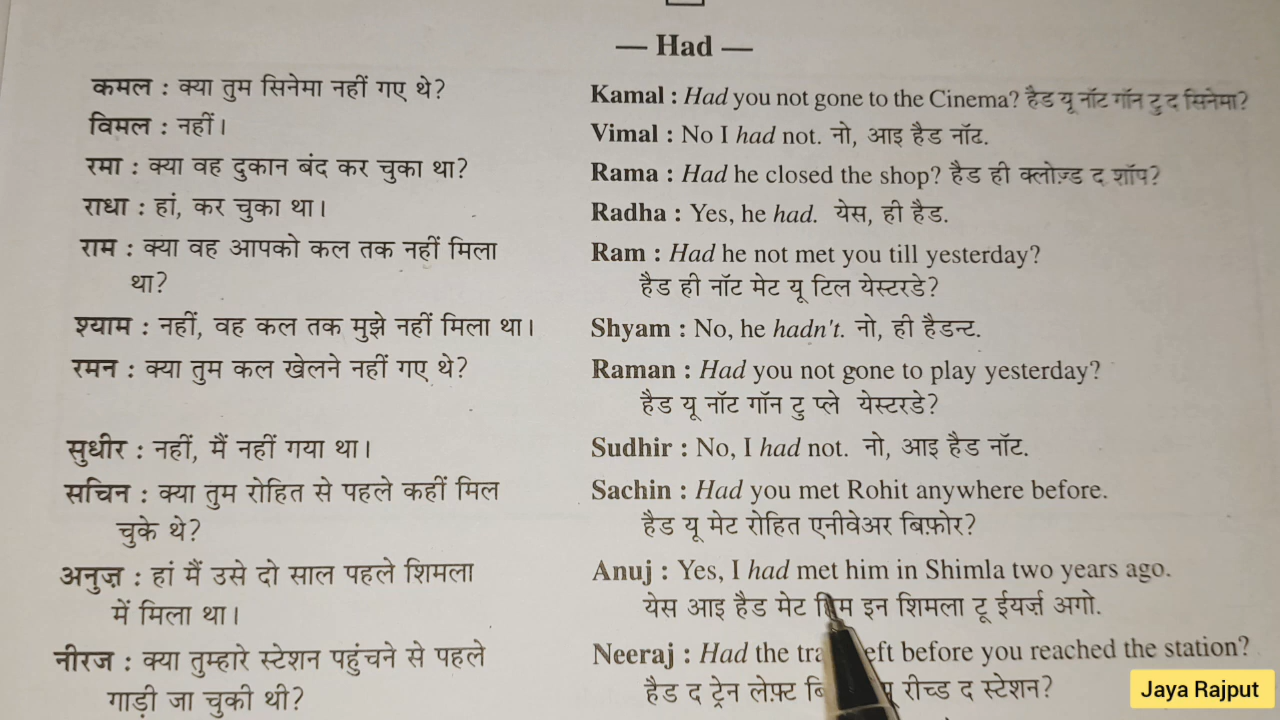 — Had —
कमल : क्या तुम सिनेमा नहीं गए थे?
विमल : नहीं।
रमा : क्या वह दुकान बंद कर चुका था?
राधा : हां, कर चुका था।
राम : क्या वह आपको कल तक नहीं मिला
था?
श्याम : नहीं, वह कल तक मुझे नहीं मिला था।
रमन : क्या तुम कल खेलने नहीं गए थे?
सुधीर : नहीं, मैं नहीं गया था।
सचिन : क्या तुम रोहित से पहले कहीं मिल
चुके थे?
अनुज़ : हां मैं उसे दो साल पहले शिमला
में मिला था।
नीरज : क्या तुम्हारे स्टेशन पहुंचने से पहले
गाड़ी जा चुकी थी?
Kamal : Had you not gone to the Cinema? हैड यू नॉट गॉन टु द सिनेमा?
Vimal : No I had not. नो, आइ हैड नॉट.
Rama : Had he closed the shop? हैड ही क्लोज़्ड द शॉप?
Radha : Yes, he had. येस, ही हैड.
Ram : Had he not met you till yesterday?
हैड ही नॉट मेट यू टिल येस्टरडे?
Shyam : No, he hadn't. नो, ही हैडन्ट.
Raman : Had you not gone to play yesterday?
हैड यू नॉट गॉन टु प्ले येस्टरडे?
Sudhir : No, I had not. नो, आइ हैड नॉट.
Sachin : Had you met Rohit anywhere before.
हैड यू मेट रोहित एनीवेअर बिफ़ोर?
Anuj : Yes, I had met him in Shimla two years ago.
येस आइ हैड मेट इन शिमला टू ईयर्ज़ अगो.
Neeraj : Had the before you reached the station?
हैड द ट्रेन लेफ़्ट रीच्ड द स्टेशन?
Jaya Rajput